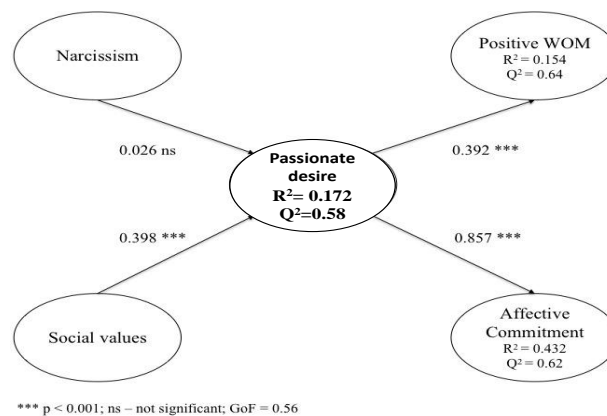 Narcissism
Positive WOM
R² = 0.154
Q² = 0.64
0.026 ns
0.392 ***
Passionate
desire
R²= 0.172
Q²=0.58
0.398 ***
0.857 ***
Social values
Affective
Commitment
R² = 0.432
Q² = 0.62
*** p < 0.001; ns – not significant; GoF = 0.56